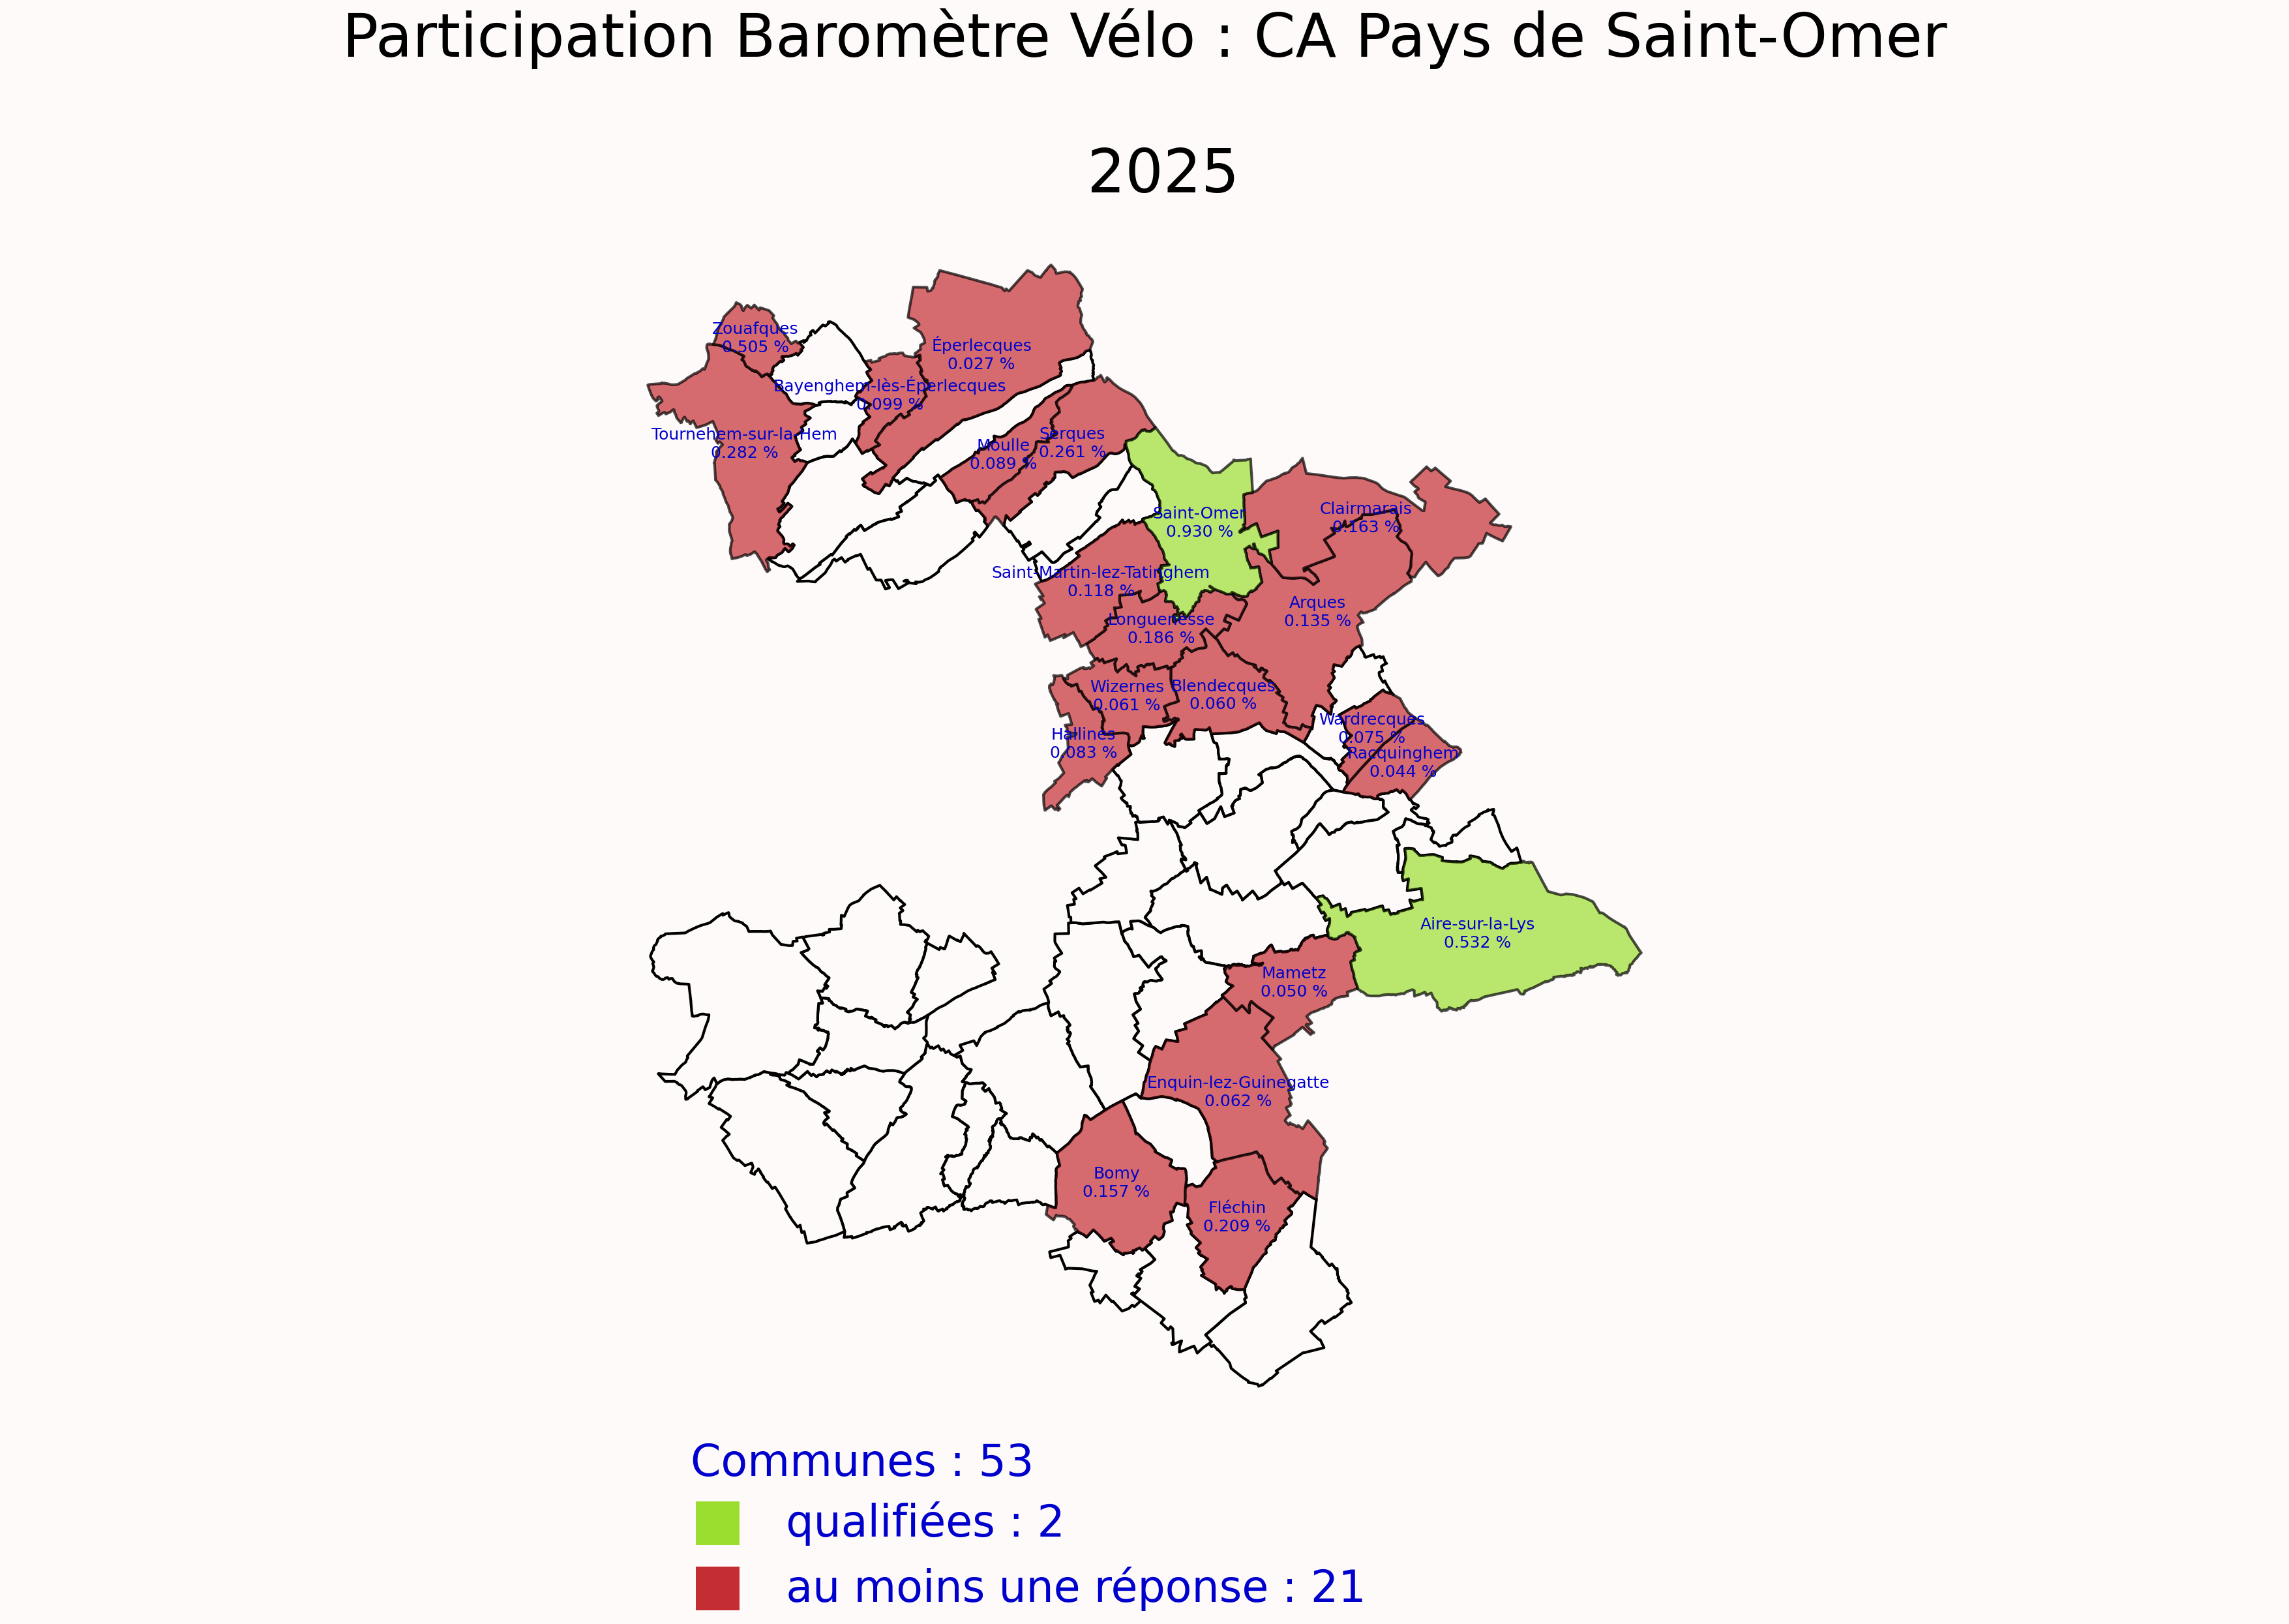 Participation Baromètre Vélo : CA Pays de Saint-Omer
2025
Zouafques
0.505 %
Éperlecques
0.027 %
Bayenghem-lès-Éperlecques
0.099 %
Tournehem-sur-la-Hem
0.282 %
Moulle
0.089 %
Serques
0.261 %
Saint-Omer
0.930 %
Clairmarais
0.163 %
Saint-Martin-lez-Tatinghem
0.118 %
Arques
0.135 %
Longuenesse
0.186 %
Wizernes
0.061 %
Blendecques
0.060 %
Hallines
0.083 %
Wardrecques
0.075 %
Racquinghem
0.044 %
Aire-sur-la-Lys
0.532 %
Mametz
0.050 %
Enquin-lez-Guinegatte
0.062 %
Bomy
0.157 %
Fléchin
0.209 %
Communes : 53
qualifiées : 2
au moins une réponse : 21